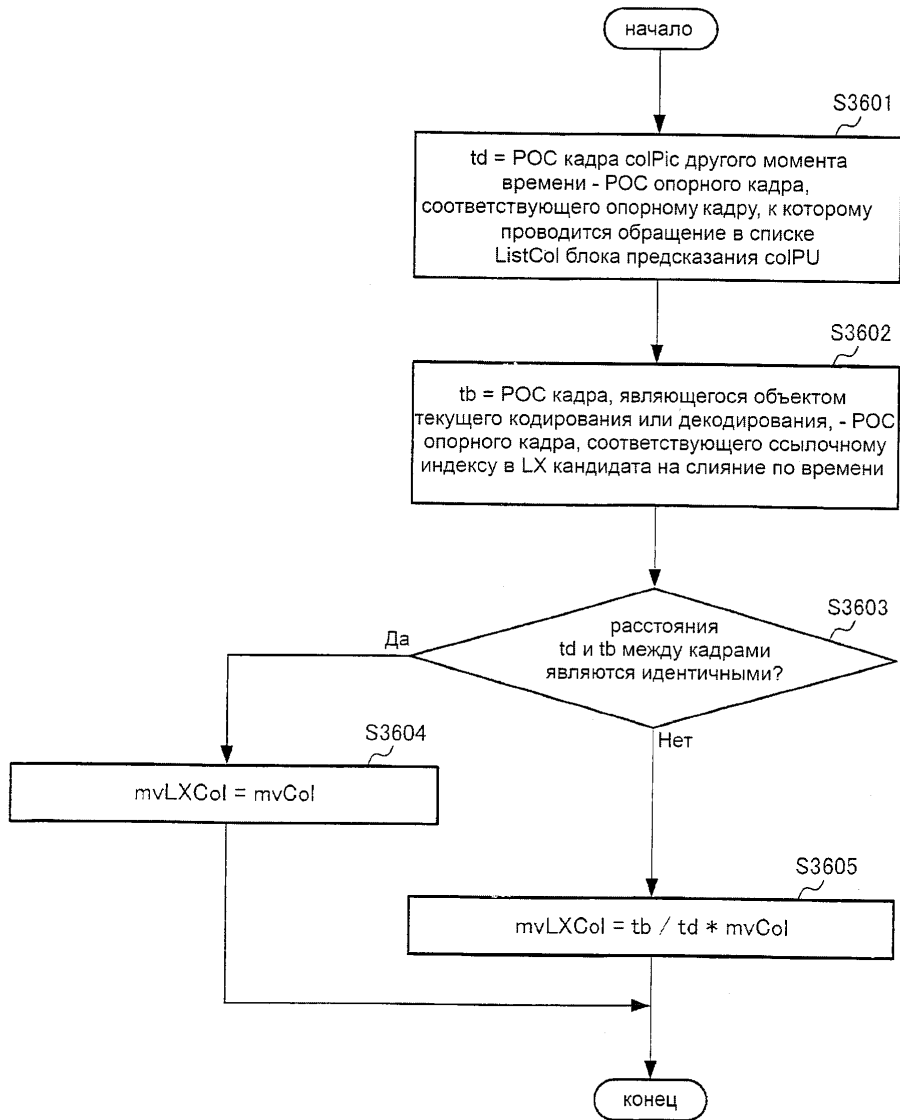 начало
S3601
td = POC кадра colPic другого момента
времени - POC опорного кадра,
соответствующего опорному кадру, к которому
проводится обращение в списке
ListCol блока предсказания colPU
S3602
tb = POC кадра, являющегося объектом
текущего кодирования или декодирования, - POC
опорного кадра, соответствующего ссылочному
индексу в LX кандидата на слияние по времени
S3603
расстояния
td и tb между кадрами
являются идентичными?
Да
Нет
S3604
mvLXCol = mvCol
S3605
mvLXCol = tb / td * mvCol
конец